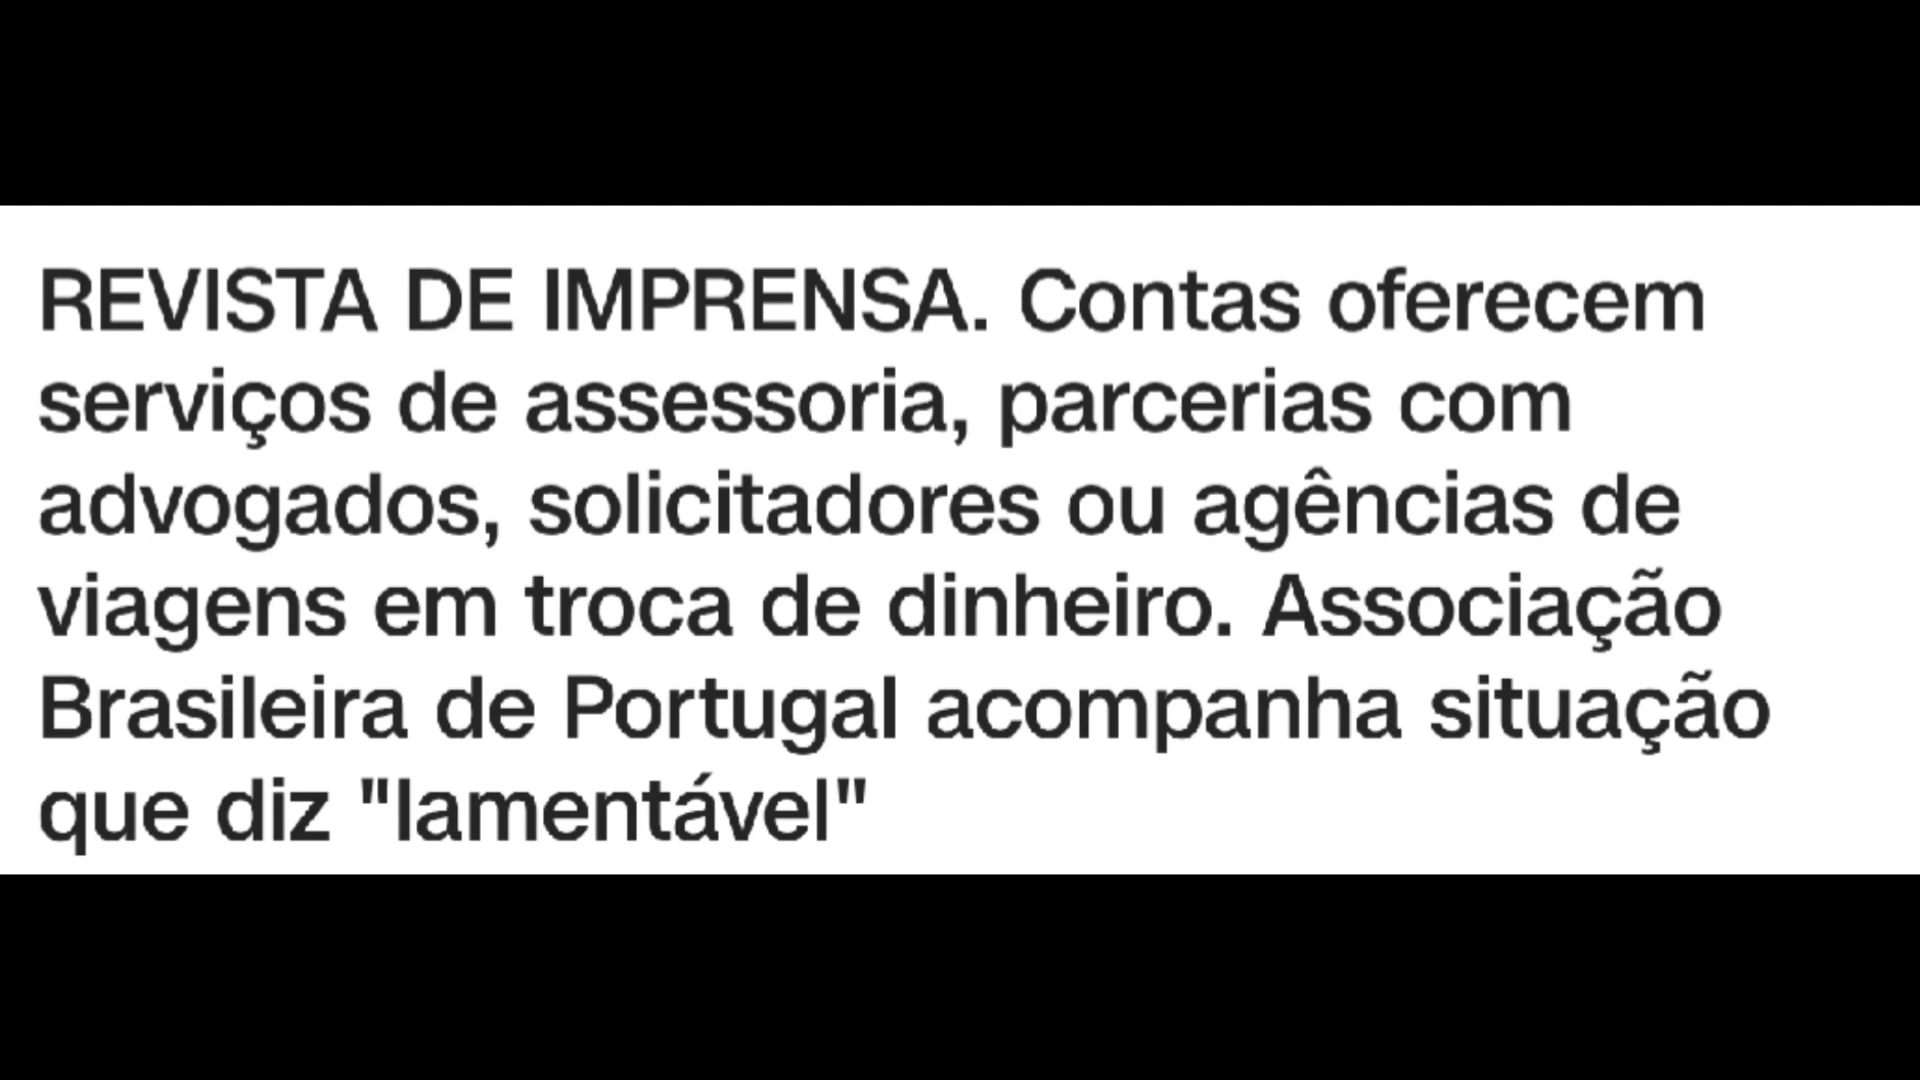 REVISTA DE IMPRENSA. Contas oferecem
serviços de assessoria, parcerias com
advogados, solicitadores ou agências de
viagens em troca de dinheiro. Associação
Brasileira de Portugal acompanha situação
que diz "lamentável"